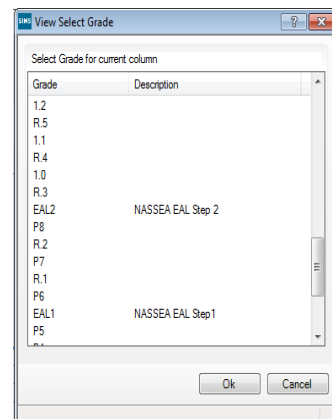 SIMS View Select Grade
Select Grade for current column
Grade Description
1.2
R.5
1.1
R.4
1.0
R.3
EAL2 NASSEA EAL Step 2
P8
R.2
P7
R.1
P6
EAL1 NASSEA EAL Step1
P5
Ok Cancel